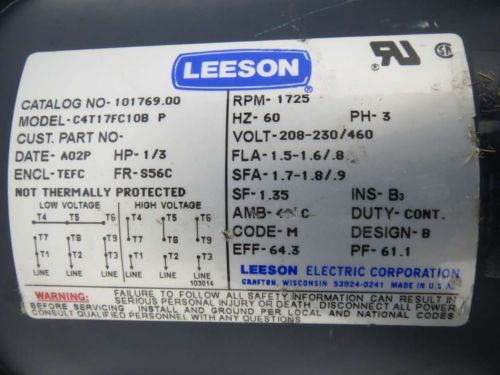 LEESON
CATALOG NO- 101769.00
MODEL- C4T17FC10B P
CUST. PART NO-
DATE- A02P HP- 1/3
ENCL- TEFC FR- S56C
NOT THERMALLY PROTECTED
RPM- 1725
HZ- 60 PH- 3
VOLT- 208-230/460
FLA- 1.5-1.6/.8
SFA- 1.7-1.8/.9
SF- 1.35 INS- B3
AMB- C DUTY- CONT.
CODE- M DESIGN- B
EFF- 64.3 PF- 61.1
LOW VOLTAGE HIGH VOLTAGE
T4 T5 T6 T4 T5 T6
T7 T8 T9 T7 T8 T9
T1 T2 T3 T1 T2 T3
LINE LINE LINE LINE
103014
LEESON ELECTRIC CORPORATION
GRAFTON, WISCONSIN 53024-0241 MADE IN U.S.A.
WARNING: FAILURE TO FOLLOW ALL SAFETY INFORMATION CAN RESULT IN
SERIOUS PERSONAL INJURY OR DEATH. DISCONNECT ALL POWER
BEFORE SERVICING. INSTALL AND GROUND PER LOCAL AND NATIONAL CODES
CONSULT QUALIFIED PERSONNEL WITH ANY QUESTIONS